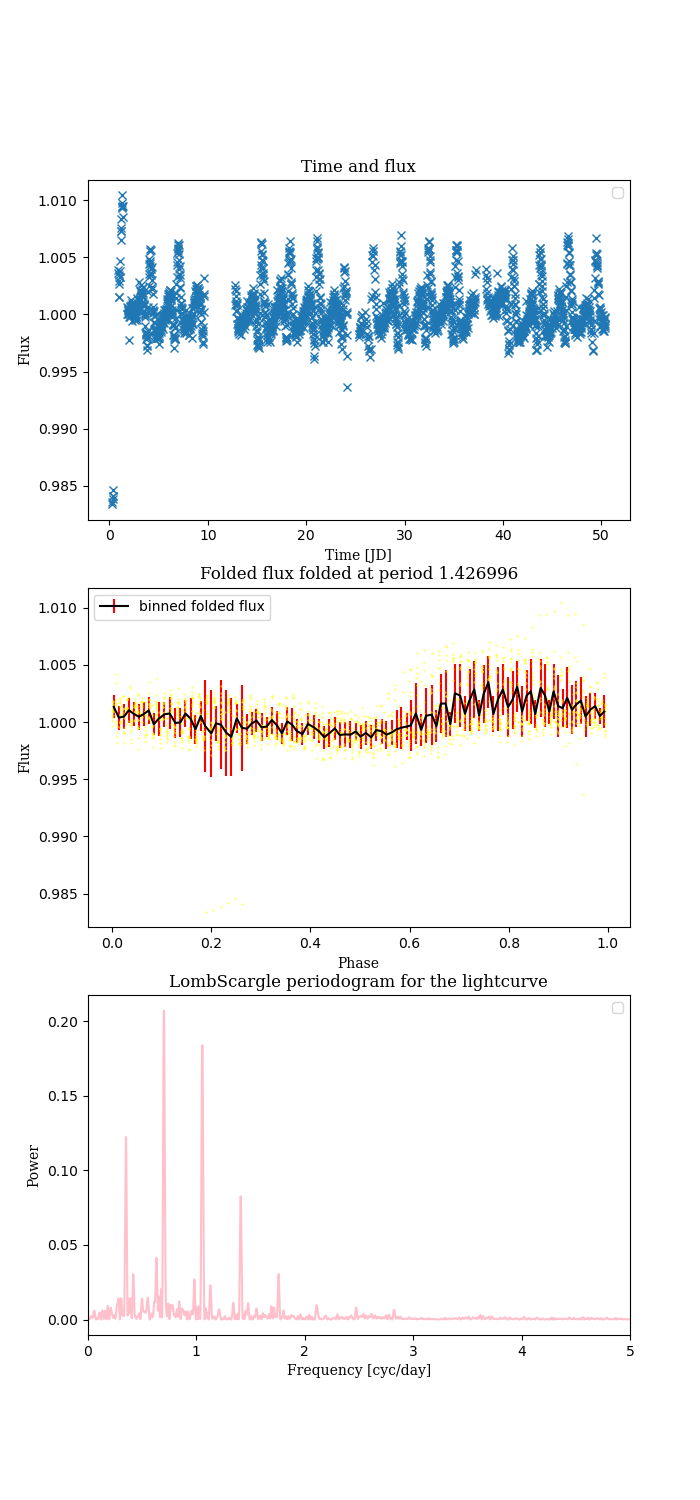 Time and flux
1.010
1.005
1.000
0.995
0.990
0.985
Flux
0 10 20 30 40 50
Time [JD]
Folded flux folded at period 1.426996
binned folded flux
1.010
1.005
1.000
0.995
0.990
0.985
Flux
0.0 0.2 0.4 0.6 0.8 1.0
Phase
LombScargle periodogram for the lightcurve
0.20
0.15
0.10
0.05
0.00
Power
0 1 2 3 4 5
Frequency [cyc/day]